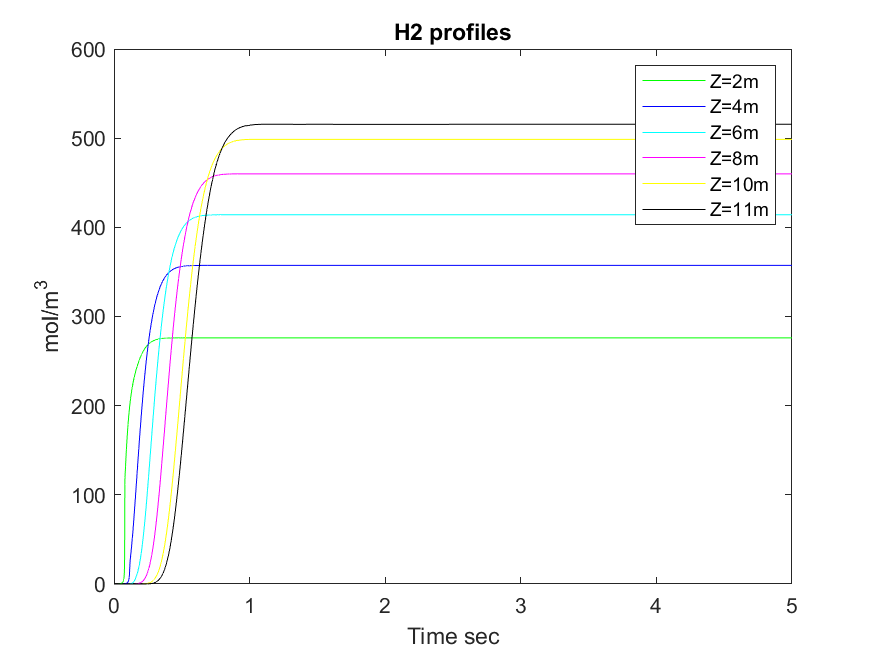 H2 profiles
600
500
400
300
200
100
0
mol/m³
0 1 2 3 4 5
Time sec
Z=2m
Z=4m
Z=6m
Z=8m
Z=10m
Z=11m